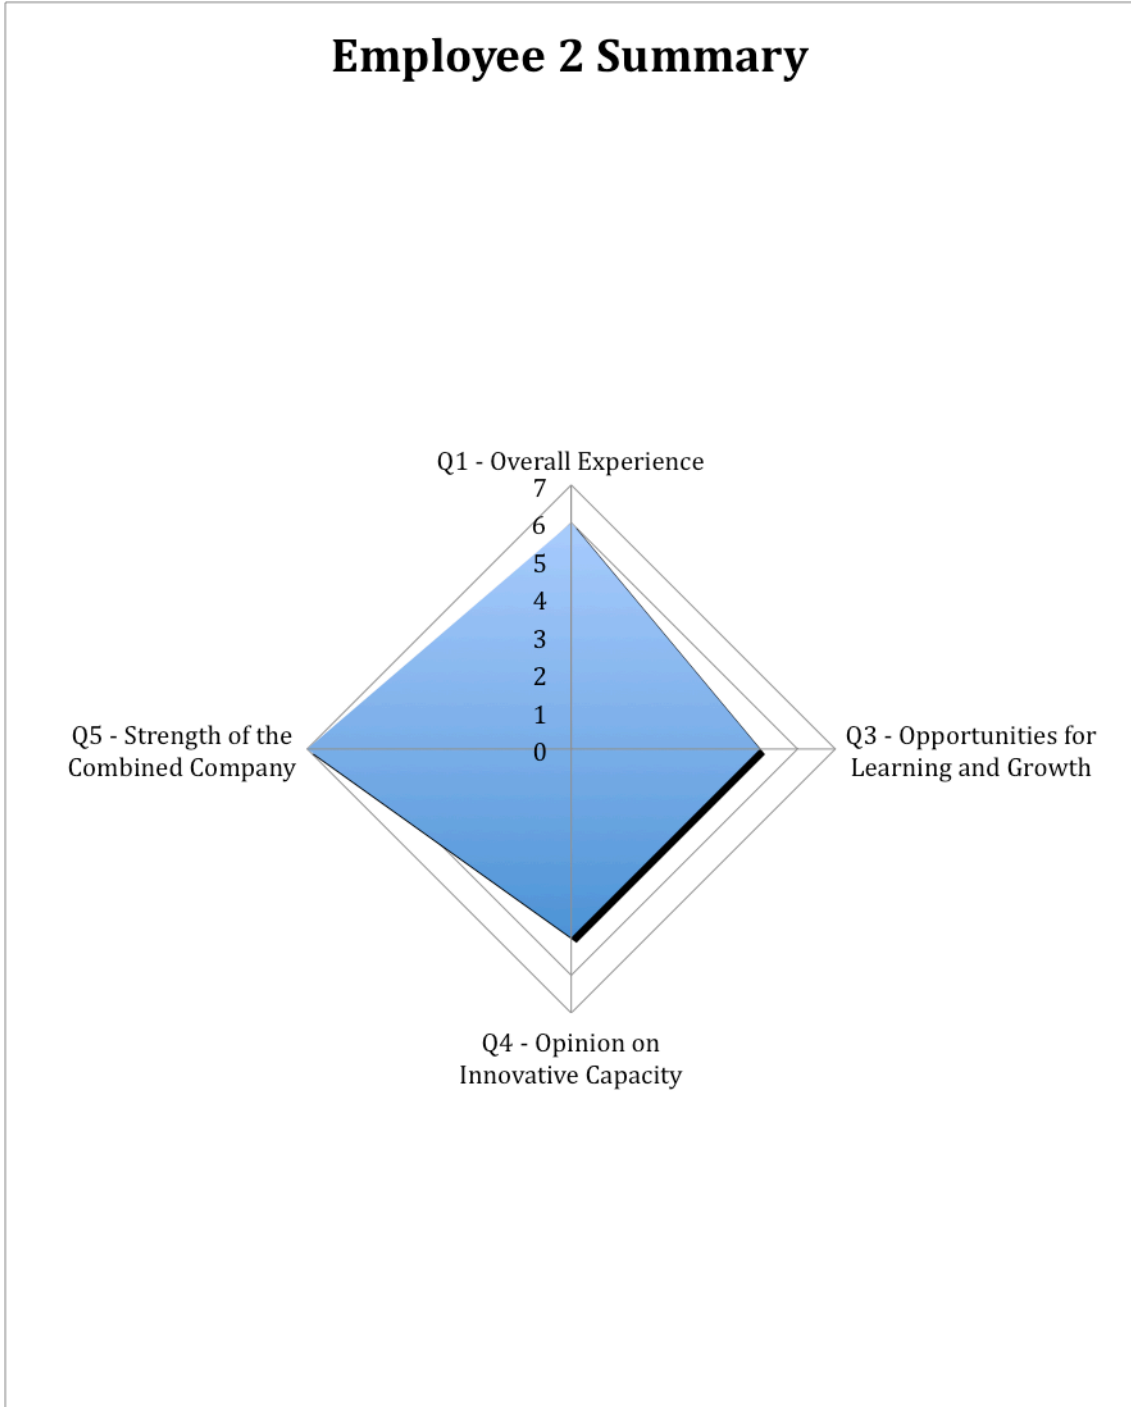 Employee 2 Summary
Q1 - Overall Experience
7
6
5
4
3
2
1
0
Q5 - Strength of the
Combined Company
Q3 - Opportunities for
Learning and Growth
Q4 - Opinion on
Innovative Capacity